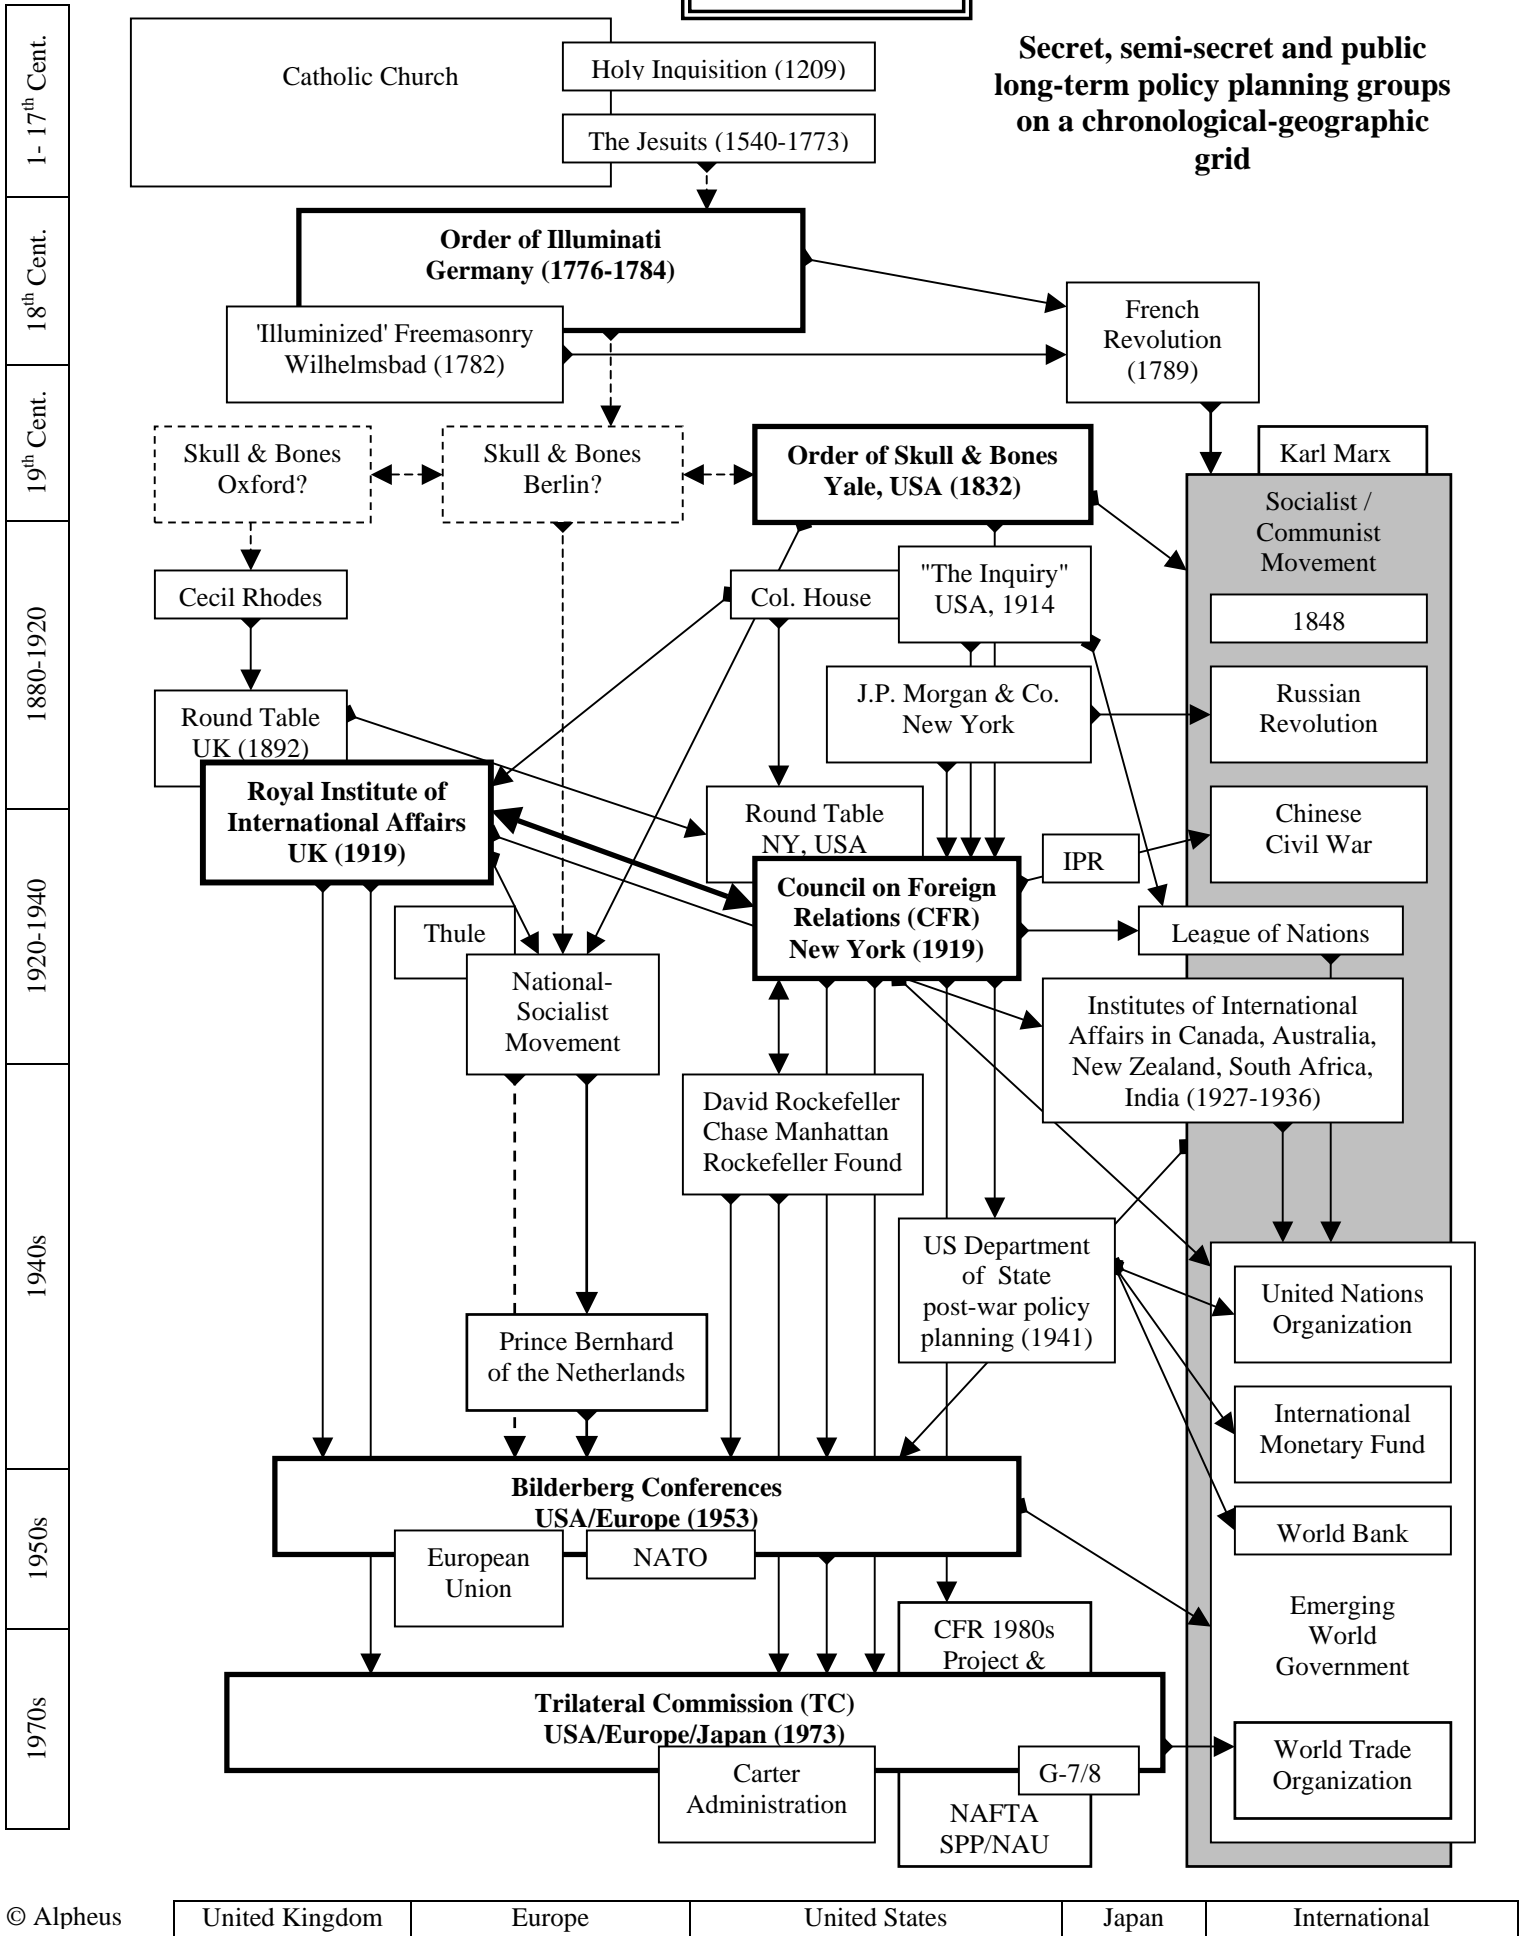 Secret, semi-secret and public
long-term policy planning groups
on a chronological-geographic
grid
1- 17th Cent.
18th Cent.
19th Cent.
1880-1920
1920-1940
1940s
1950s
1970s
Catholic Church
Holy Inquisition (1209)
The Jesuits (1540-1773)
Order of Illuminati
Germany (1776-1784)
'Illuminized' Freemasonry
Wilhelmsbad (1782)
French
Revolution
(1789)
Skull & Bones
Oxford?
Skull & Bones
Berlin?
Order of Skull & Bones
Yale, USA (1832)
Karl Marx
Socialist /
Communist
Movement
Cecil Rhodes
Col. House
"The Inquiry"
USA, 1914
1848
Round Table
UK (1892)
J.P. Morgan & Co.
New York
Russian
Revolution
Royal Institute of
International Affairs
UK (1919)
Round Table
NY, USA
Chinese
Civil War
IPR
Council on Foreign
Relations (CFR)
New York (1919)
Thule
League of Nations
National-
Socialist
Movement
Institutes of International
Affairs in Canada, Australia,
New Zealand, South Africa,
India (1927-1936)
David Rockefeller
Chase Manhattan
Rockefeller Found
US Department
of State
post-war policy
planning (1941)
United Nations
Organization
Prince Bernhard
of the Netherlands
International
Monetary Fund
Bilderberg Conferences
USA/Europe (1953)
World Bank
European
Union
NATO
Emerging
World
Government
CFR 1980s
Project &
Trilateral Commission (TC)
USA/Europe/Japan (1973)
World Trade
Organization
Carter
Administration
G-7/8
NAFTA
SPP/NAU
© Alpheus
United Kingdom
Europe
United States
Japan
International